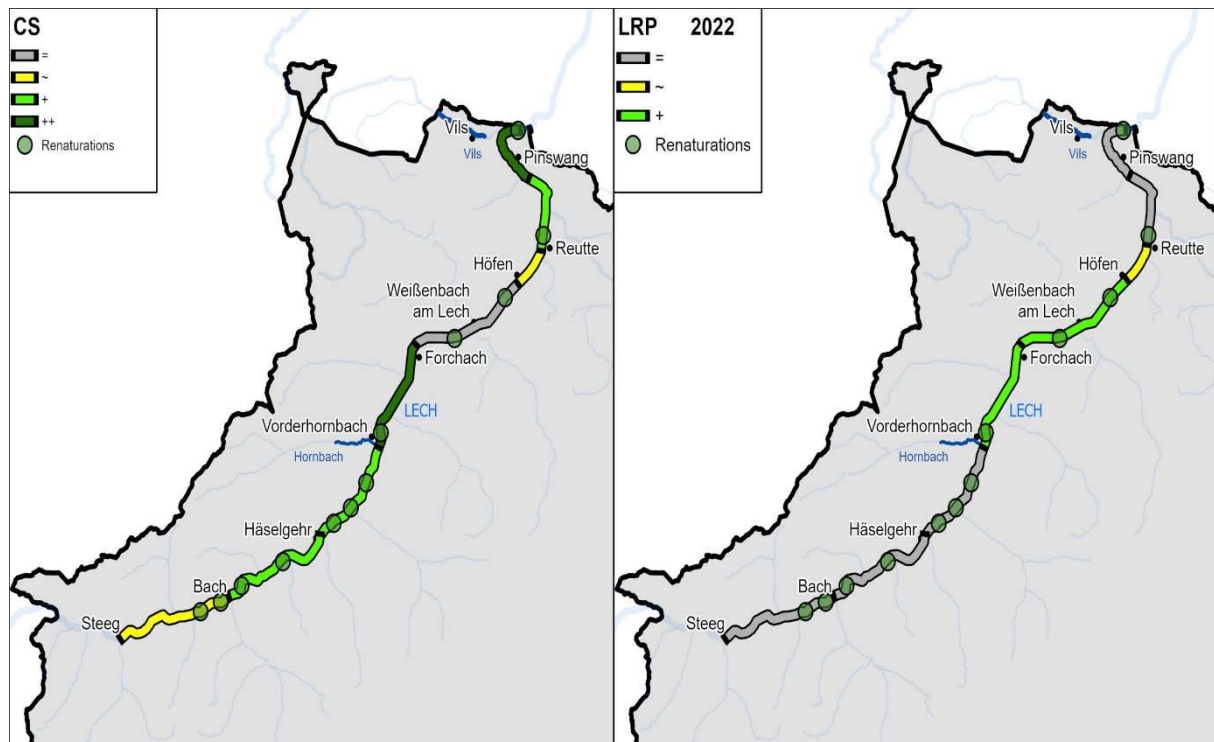 CS
=
~
+
++
Renaturations
Vils
Vils
Pinswang
Reutte
Höfen
Weißenbach
am Lech
Forchach
LECH
Vorderhornbach
Hornbach
Häselgehr
Bach
Steeg
LRP 2022
=
~
+
Renaturations
Vils
Vils
Pinswang
Reutte
Höfen
Weißenbach
am Lech
Forchach
LECH
Vorderhornbach
Hornbach
Häselgehr
Bach
Steeg